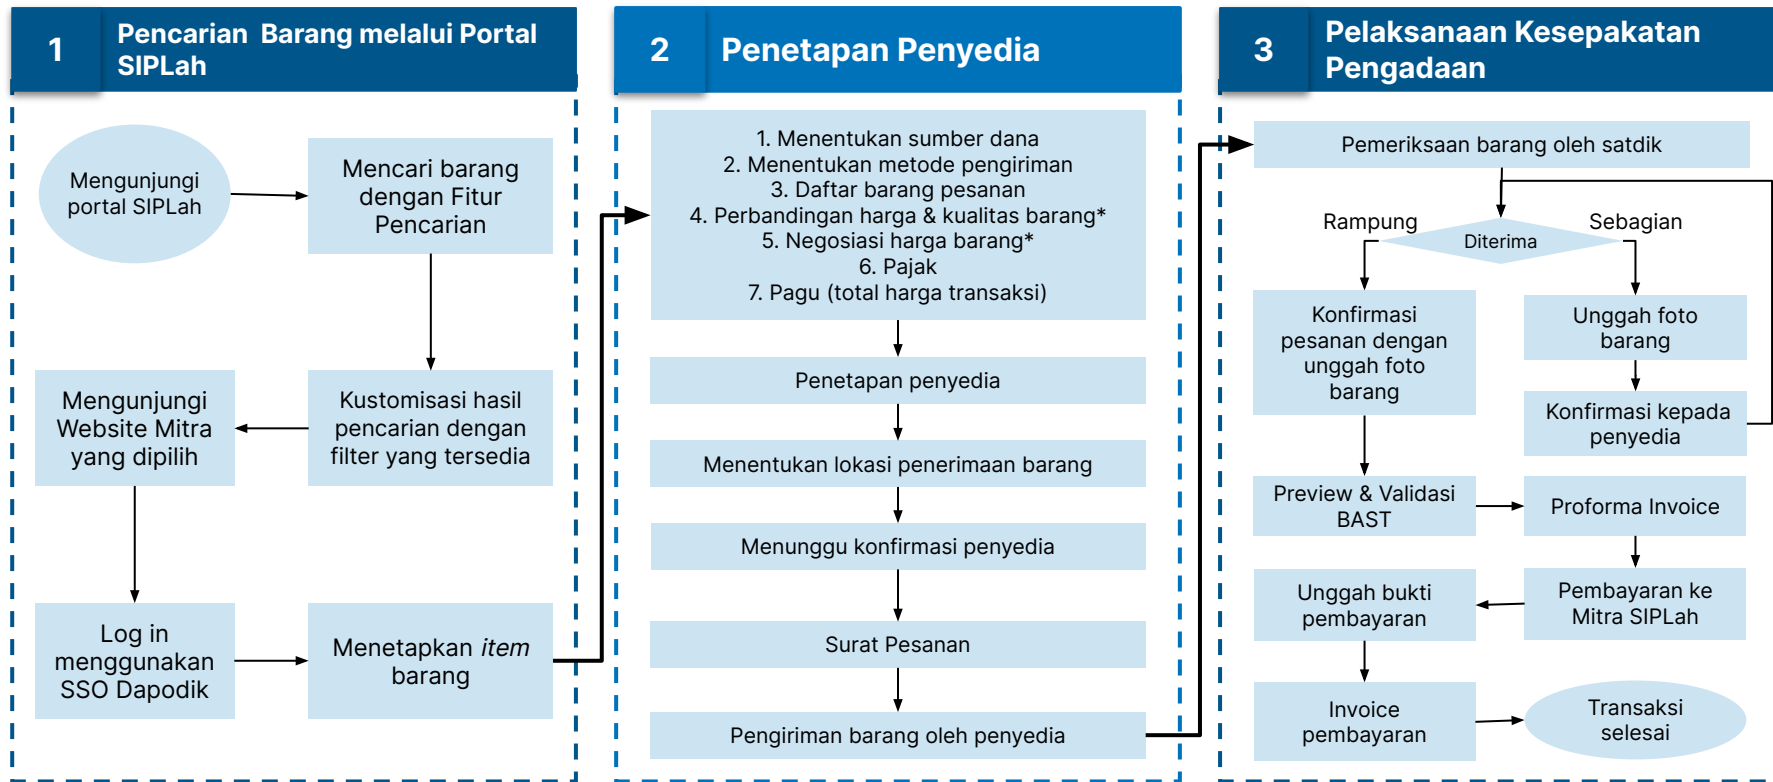 1
Pencarian Barang melalui Portal
SIPLah
Mengunjungi
portal SIPLah
Mencari barang
dengan Fitur
Pencarian
Kustomisasi hasil
pencarian dengan
filter yang tersedia
Mengunjungi
Website Mitra
yang dipilih
Log in
menggunakan
SSO Dapodik
Menetapkan item
barang
2
Penetapan Penyedia
1. Menentukan sumber dana
2. Menentukan metode pengiriman
3. Daftar barang pesanan
4. Perbandingan harga & kualitas barang*
5. Negosiasi harga barang*
6. Pajak
7. Pagu (total harga transaksi)
Penetapan penyedia
Menentukan lokasi penerimaan barang
Menunggu konfirmasi penyedia
Surat Pesanan
Pengiriman barang oleh penyedia
3
Pelaksanaan Kesepakatan
Pengadaan
Pemeriksaan barang oleh satdik
Rampung
Diterima
Sebagian
Konfirmasi
pesanan dengan
unggah foto
barang
Unggah foto
barang
Konfirmasi kepada
penyedia
Preview & Validasi
BAST
Proforma Invoice
Pembayaran ke
Mitra SIPLah
Unggah bukti
pembayaran
Invoice
pembayaran
Transaksi
selesai